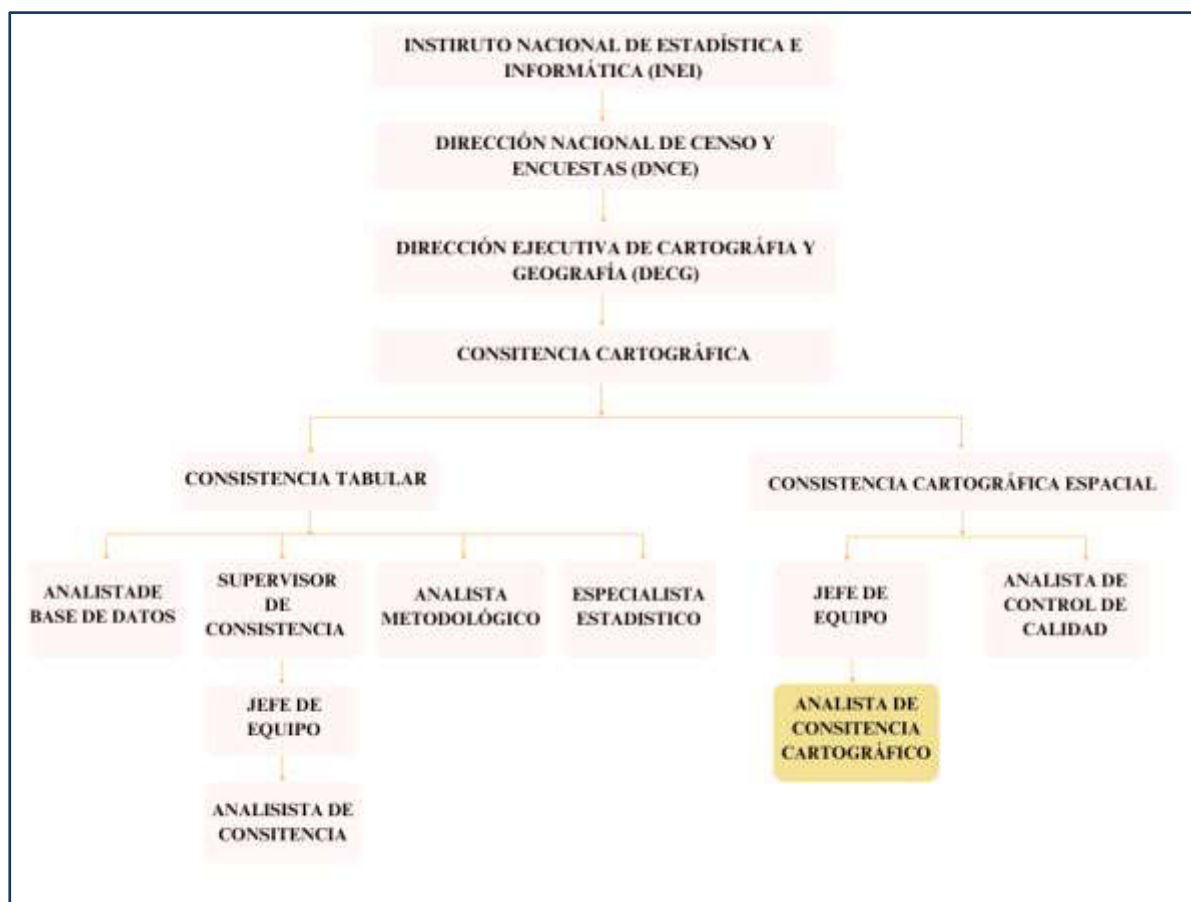 INSTIRUTO NACIONAL DE ESTADÍSTICA E
INFORMÁTICA (INEI)
DIRECCIÓN NACIONAL DE CENSO Y
ENCUESTAS (DNCE)
DIRECCIÓN EJECUTIVA DE CARTOGRÁFIA Y
GEOGRAFÍA (DECG)
CONSITENCIA CARTOGRÁFICA
CONSISTENCIA TABULAR
CONSISTENCIA CARTOGRÁFICA ESPACIAL
ANALISTADE
BASE DE DATOS
SUPERVISOR
DE
CONSISTENCIA
ANALISTA
METODOLÓGICO
ESPECIALISTA
ESTADISTICO
JEFE DE
EQUIPO
ANALISTA DE
CONTROL DE
CALIDAD
JEFE DE
EQUIPO
ANALISTA DE
CONSITENCIA
CARTOGRÁFICO
ANALISISTA DE
CONSITENCIA